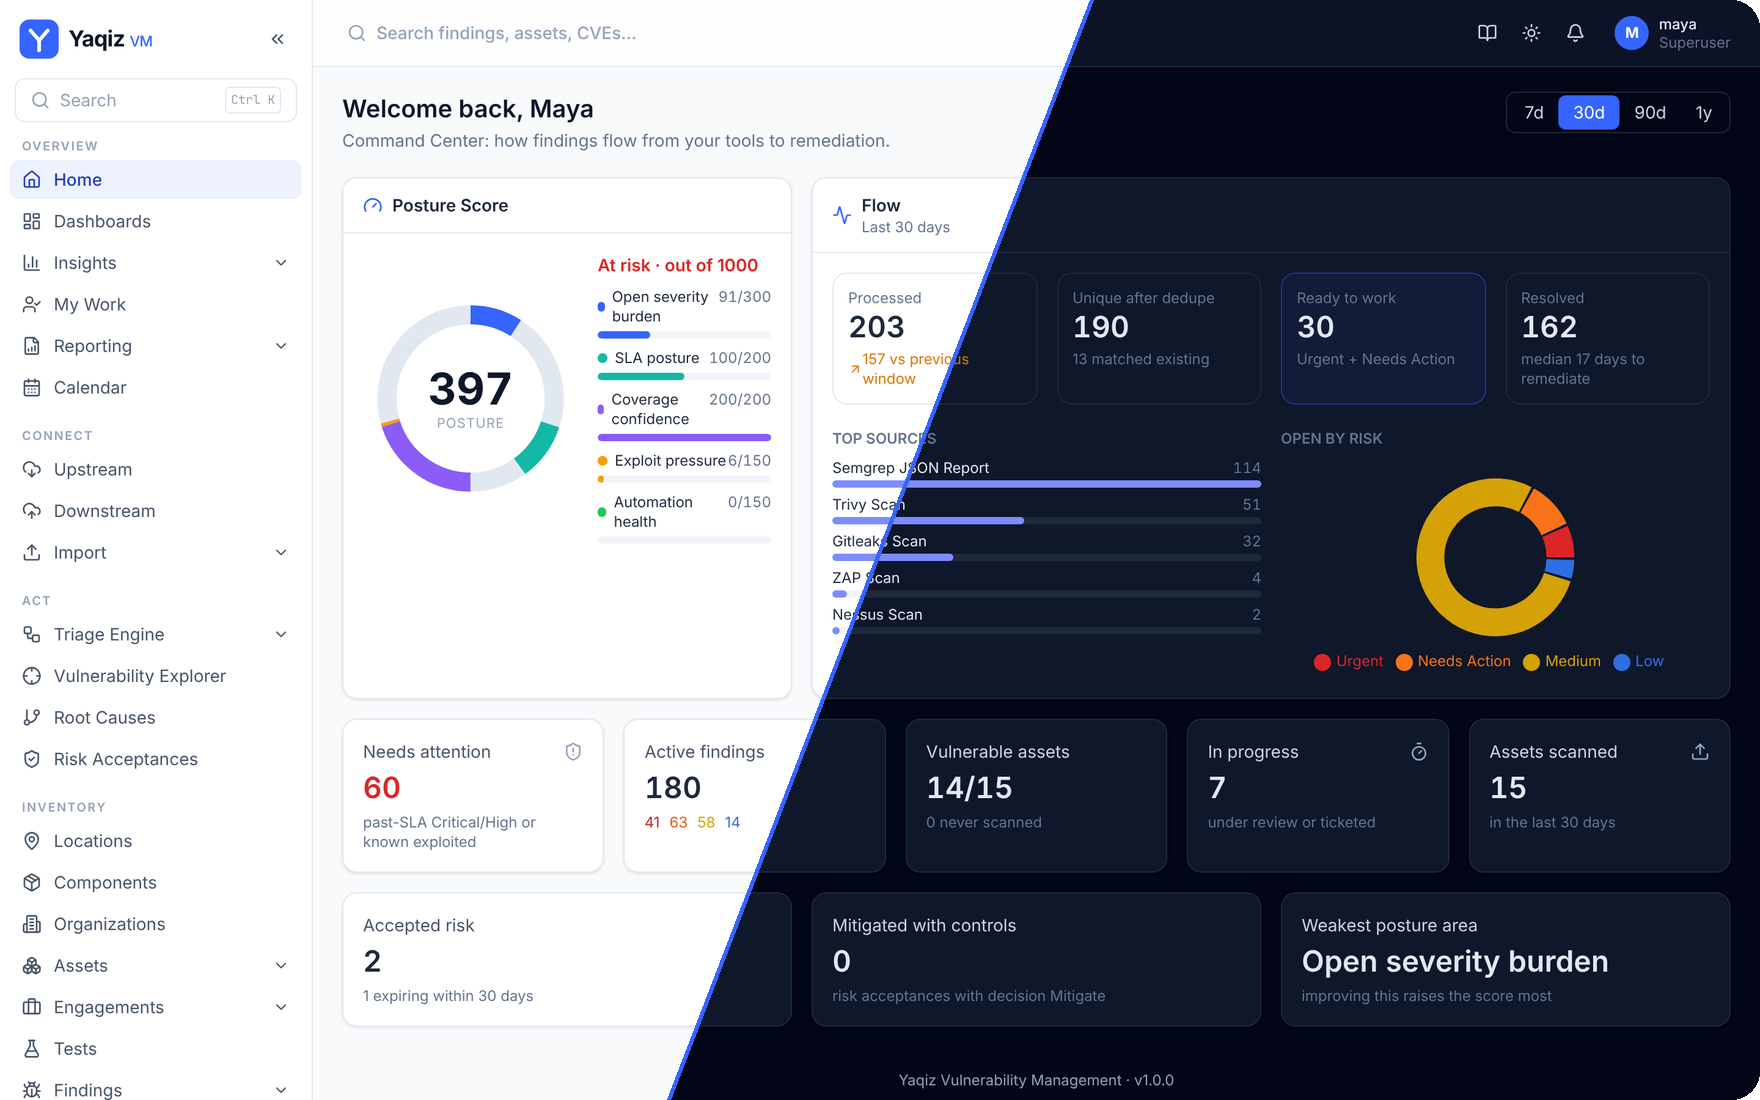 Yaqiz VM
Search
Ctrl K
OVERVIEW
Home
Dashboards
Insights
My Work
Reporting
Calendar
CONNECT
Upstream
Downstream
Import
ACT
Triage Engine
Vulnerability Explorer
Root Causes
Risk Acceptances
INVENTORY
Locations
Components
Organizations
Assets
Engagements
Tests
Findings
Search findings, assets, CVEs...
M
maya
Superuser
Welcome back, Maya
Command Center: how findings flow from your tools to remediation.
7d 30d 90d 1y
Posture Score
397
POSTURE
At risk · out of 1000
Open severity burden 91/300
SLA posture 100/200
Coverage confidence 200/200
Exploit pressure 6/150
Automation health 0/150
Flow
Last 30 days
Processed
203
157 vs previous
window
Unique after dedupe
190
13 matched existing
Ready to work
30
Urgent + Needs Action
Resolved
162
median 17 days to
remediate
TOP SOURCES
Semgrep JSON Report 114
Trivy Scan 51
Gitleaks Scan 32
ZAP Scan 4
Nessus Scan 2
OPEN BY RISK
Urgent Needs Action Medium Low
Needs attention
60
past-SLA Critical/High or
known exploited
Active findings
180
41 63 58 14
Vulnerable assets
14/15
0 never scanned
In progress
7
under review or ticketed
Assets scanned
15
in the last 30 days
Accepted risk
2
1 expiring within 30 days
Mitigated with controls
0
risk acceptances with decision Mitigate
Weakest posture area
Open severity burden
improving this raises the score most
Yaqiz Vulnerability Management · v1.0.0